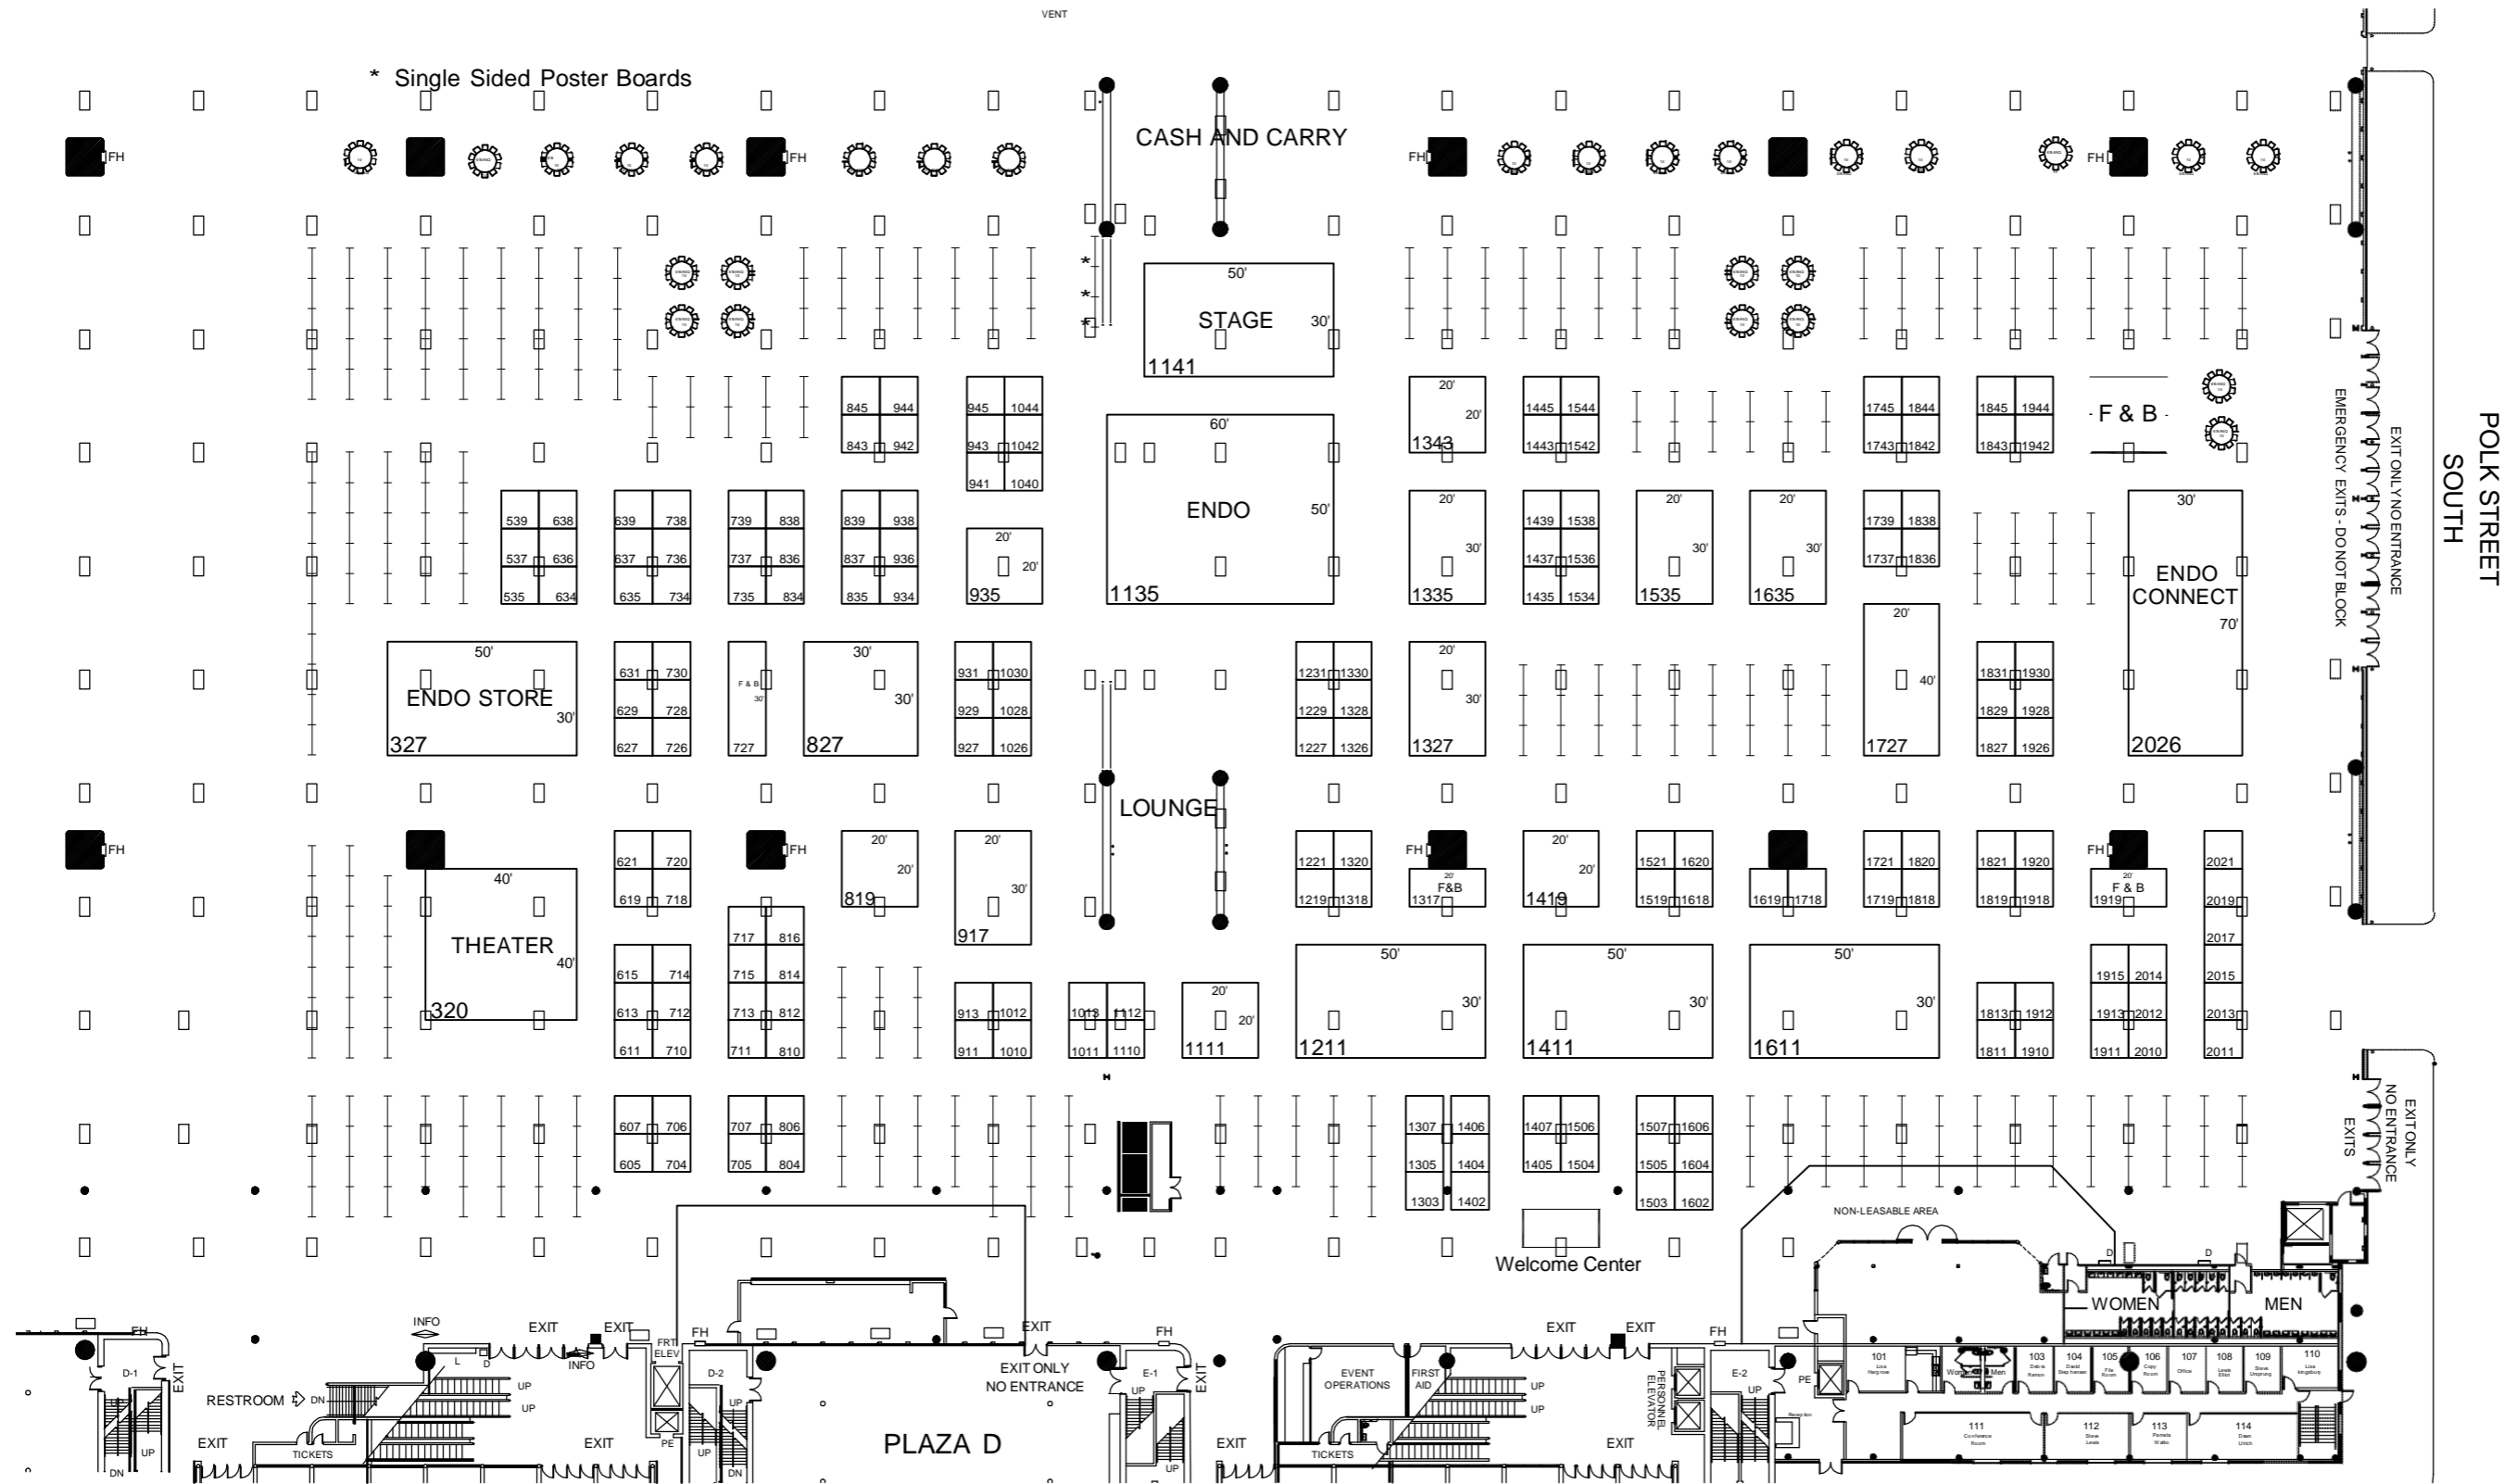 VENT
* Single Sided Poster Boards
CASH AND CARRY
FH
FH
FH
FH
*
*
*
50'
STAGE
30'
1141
POLK STREET
SOUTH
EXIT ONLY NO ENTRANCE
EMERGENCY EXITS - DO NOT BLOCK
845 944
843 942
945 1044
943 1042
941 1040
60'
ENDO
50'
1135
20'
20'
1343
1445 1544
1443 1542
1745 1844
1743 1842
1845 1944
1843 1942
- F & B -
539 638
537 636
535 634
639 738
637 736
635 734
739 838
737 836
735 834
839 938
837 936
835 934
20'
20'
935
20'
30'
1335
1439 1538
1437 1536
1435 1534
20'
30'
1535
20'
30'
1635
1739 1838
1737 1836
30'
ENDO
CONNECT
70'
2026
50'
ENDO STORE
30'
327
631 730
629 728
627 726
F & B
30'
727
30'
30'
827
931 1030
929 1028
927 1026
1231 1330
1229 1328
1227 1326
20'
30'
1327
20'
40'
1727
1831 1930
1829 1928
1827 1926
LOUNGE
FH
FH
FH
FH
40'
THEATER
40'
320
621 720
619 718
20'
20'
819
20'
30'
917
1221 1320
1219 1318
20'
F&B
1317
20'
20'
1419
1521 1620
1519 1618
1619 1718
1721 1820
1719 1818
1821 1920
1819 1918
20'
F & B
1919
2021
2019
2017
2015
2013
2011
717 816
715 814
713 812
711 810
615 714
613 712
611 710
913 1012
911 1010
1013 1112
1011 1110
20'
20'
1111
50'
30'
1211
50'
30'
1411
50'
30'
1611
1813 1912
1811 1910
1915 2014
1913 2012
1911 2010
607 706
605 704
707 806
705 804
1307 1406
1305 1404
1303 1402
1407 1506
1405 1504
1507 1606
1505 1604
1503 1602
EXIT ONLY
NO ENTRANCE
EXITS
Welcome Center
NON-LEASABLE AREA
D
D
WOMEN
MEN
FH
D-1
EXIT
UP
DN
INFO
L
D
EXIT
EXIT
INFO
RESTROOM
DN
UP
UP
EXIT
TICKETS
EXIT
FRT
ELEV
PE
FH
D-2
UP
UP
DN
PLAZA D
EXIT
EXIT ONLY
NO ENTRANCE
FH
E-1
UP
UP
EXIT
EXIT
EVENT
OPERATIONS
FIRST
AID
TICKETS
UP
UP
EXIT
EXIT
EXIT
PERSONNEL
ELEVATOR
FH
E-2
UP
PE
Reception
101
Women
Men
103
104
105
File
Room
106
Copy
Room
107
Office
108
109
110
111
Conference
Room
112
Steve
Lewis
113
Pamela
114